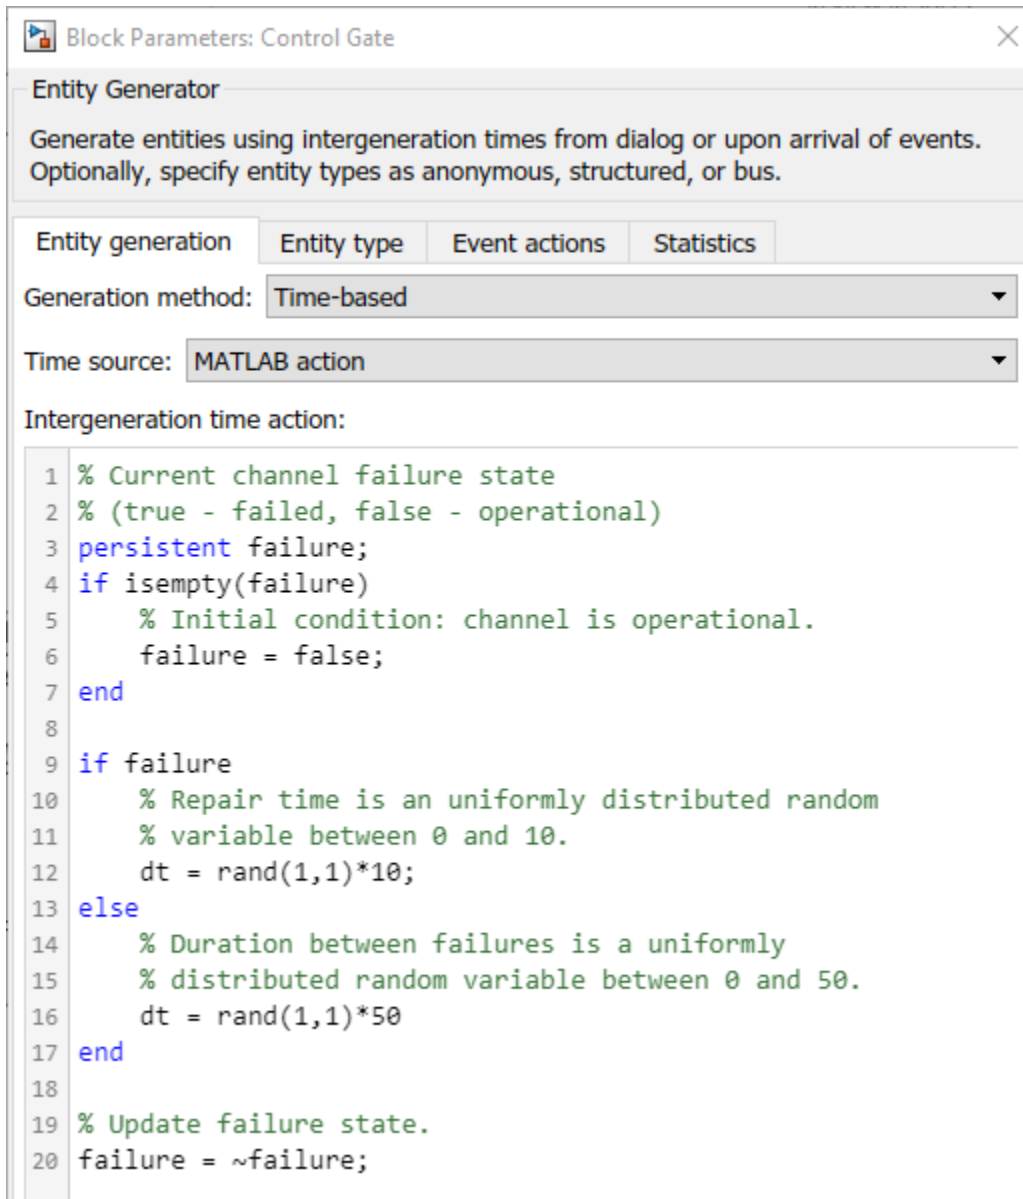 Block Parameters: Control Gate
Entity Generator
Generate entities using intergeneration times from dialog or upon arrival of events.
Optionally, specify entity types as anonymous, structured, or bus.
Entity generation Entity type Event actions Statistics
Generation method: Time-based
Time source: MATLAB action
Intergeneration time action:
1 % Current channel failure state
2 % (true - failed, false - operational)
3 persistent failure;
4 if isempty(failure)
5     % Initial condition: channel is operational.
6     failure = false;
7 end
8
9 if failure
10     % Repair time is an uniformly distributed random
11     % variable between 0 and 10.
12     dt = rand(1,1)*10;
13 else
14     % Duration between failures is a uniformly
15     % distributed random variable between 0 and 50.
16     dt = rand(1,1)*50
17 end
18
19 % Update failure state.
20 failure = ~failure;